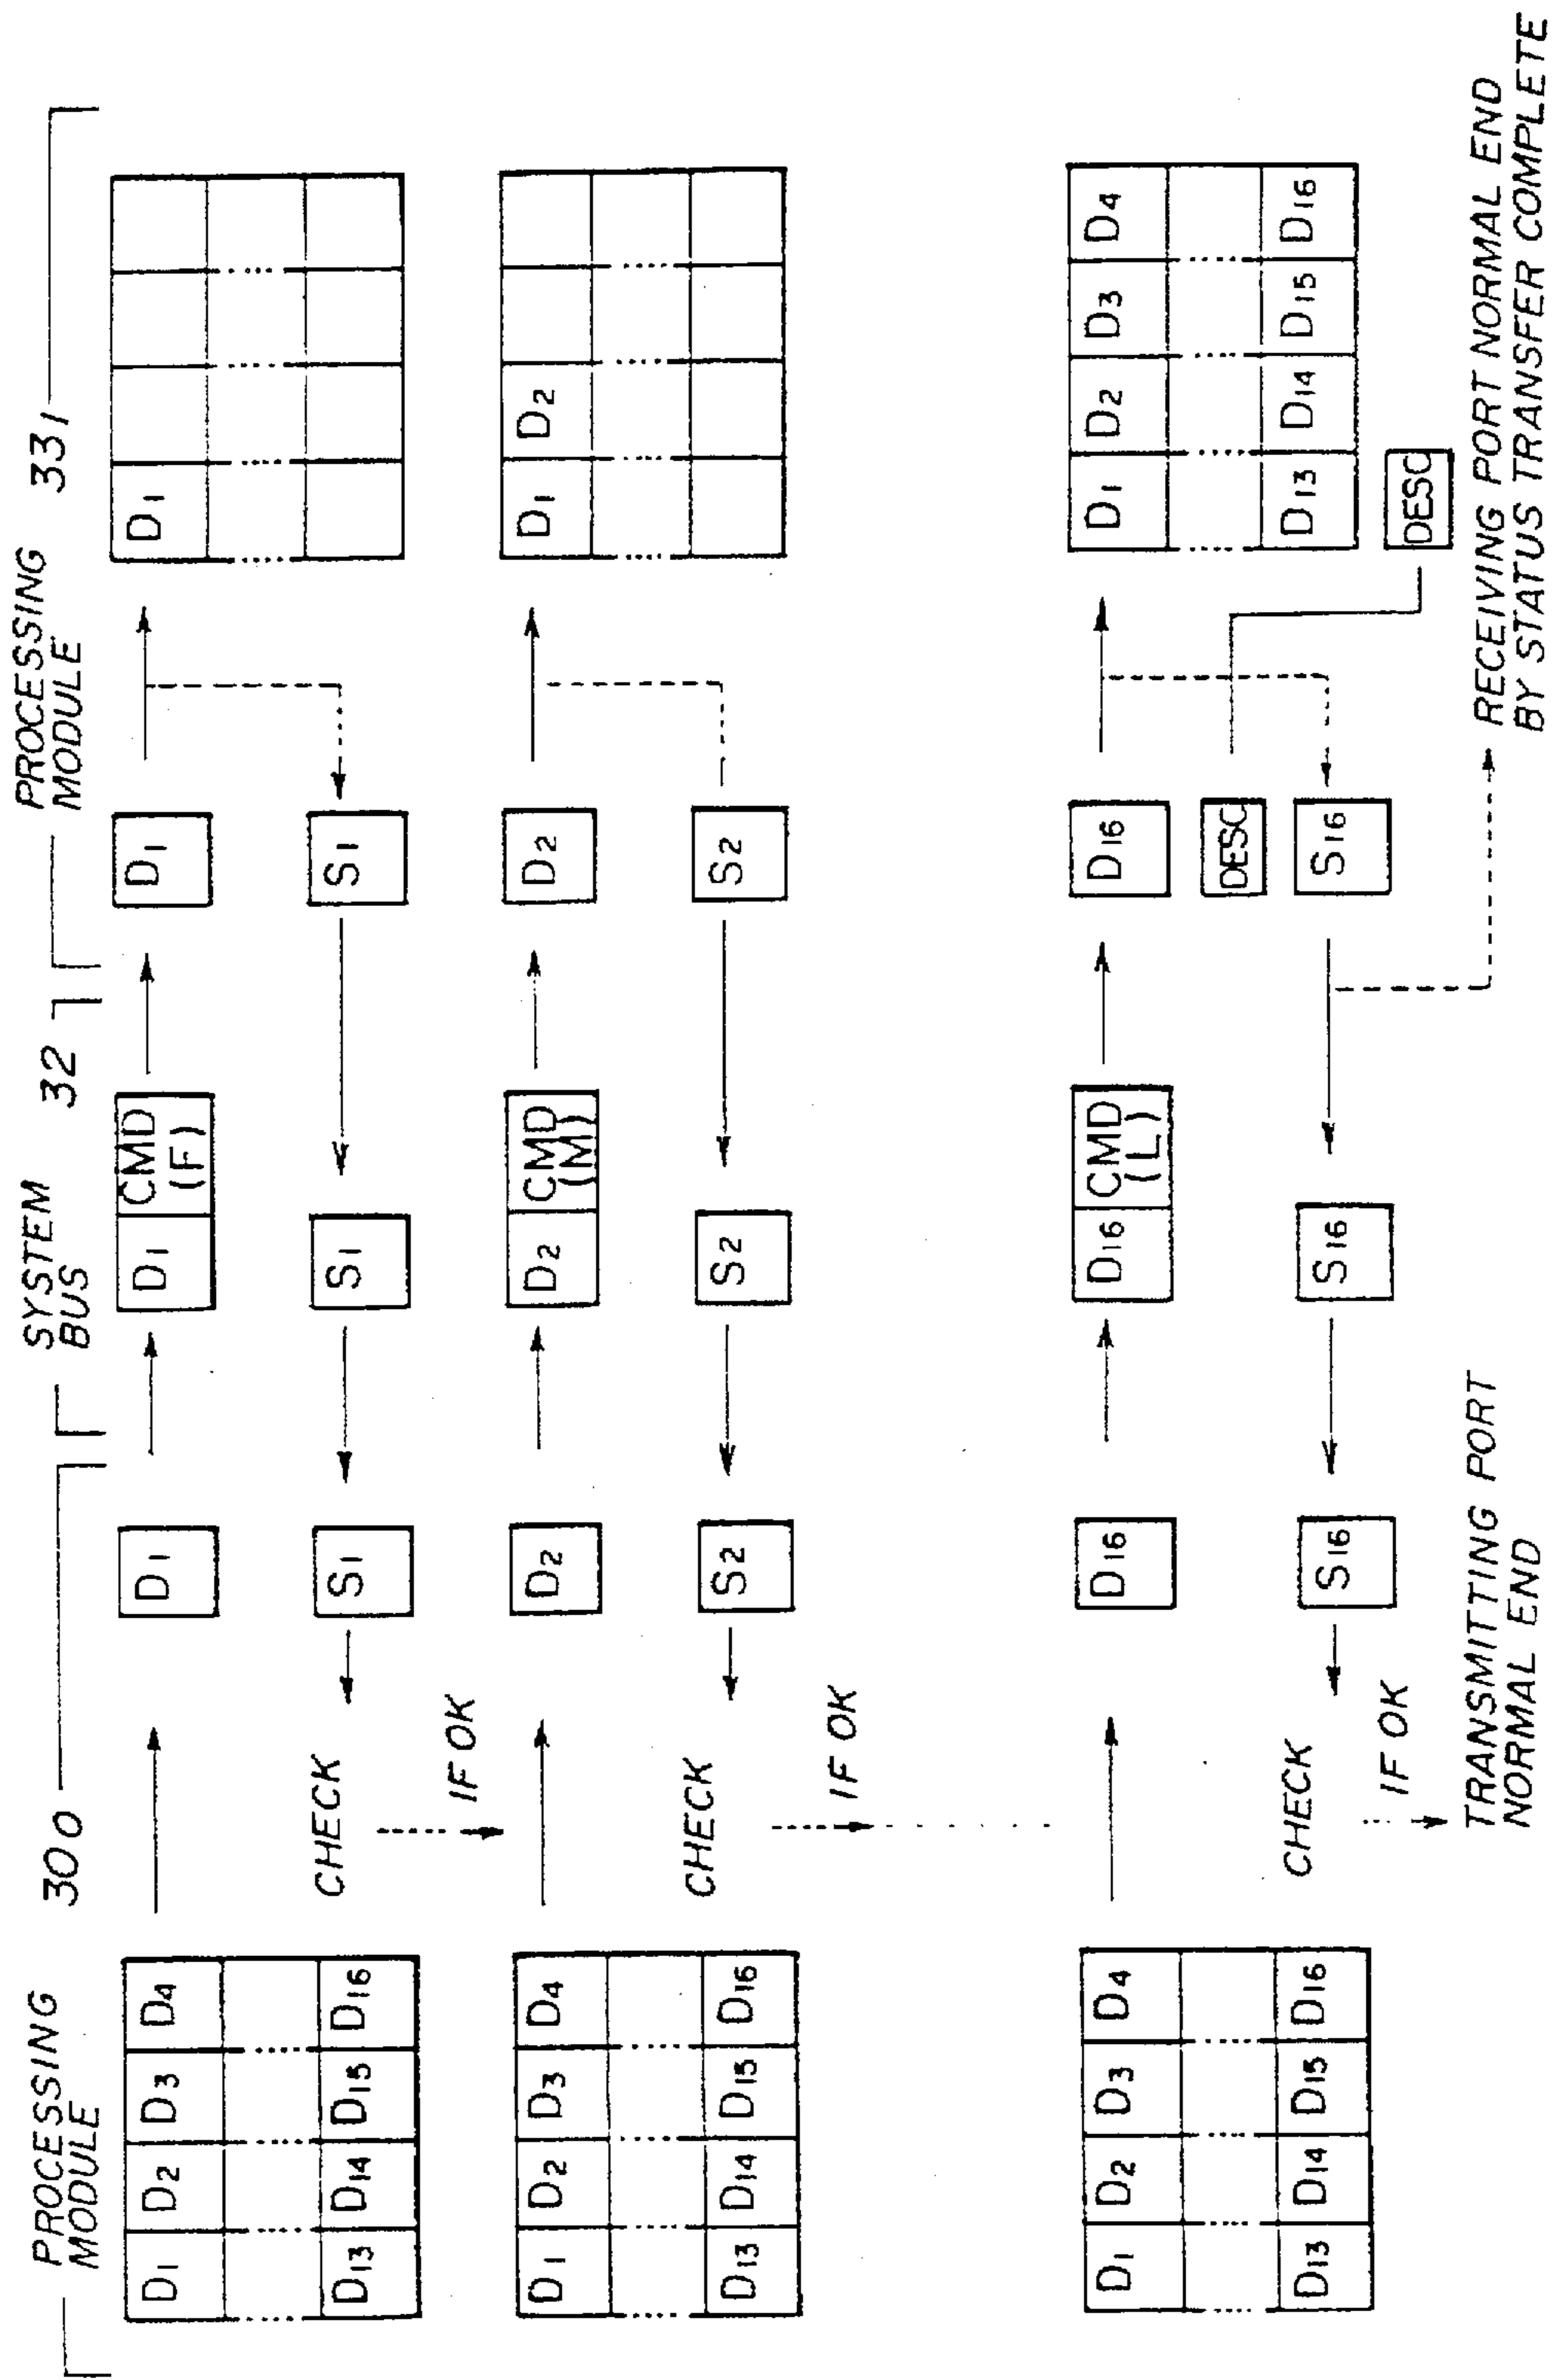 PROCESSING
MODULE 30₀
SYSTEM
BUS 32
PROCESSING
MODULE 33₁
D₁ D₂ D₃ D₄
D₁₃ D₁₄ D₁₅ D₁₆
D₁
D₁ CMD
(F)
D₁
D₁
CHECK
S₁
S₁
S₁
IF OK
D₁ D₂ D₃ D₄
D₁₃ D₁₄ D₁₅ D₁₆
D₂
D₂ CMD
(M)
D₂
D₁ D₂
CHECK
S₂
S₂
S₂
IF OK
D₁ D₂ D₃ D₄
D₁₃ D₁₄ D₁₅ D₁₆
D₁₆
D₁₆ CMD
(L)
D₁₆
D₁ D₂ D₃ D₄
D₁₃ D₁₄ D₁₅ D₁₆
DESC
DESC
CHECK
S₁₆
S₁₆
S₁₆
IF OK
TRANSMITTING PORT
NORMAL END
RECEIVING PORT NORMAL END
BY STATUS TRANSFER COMPLETE